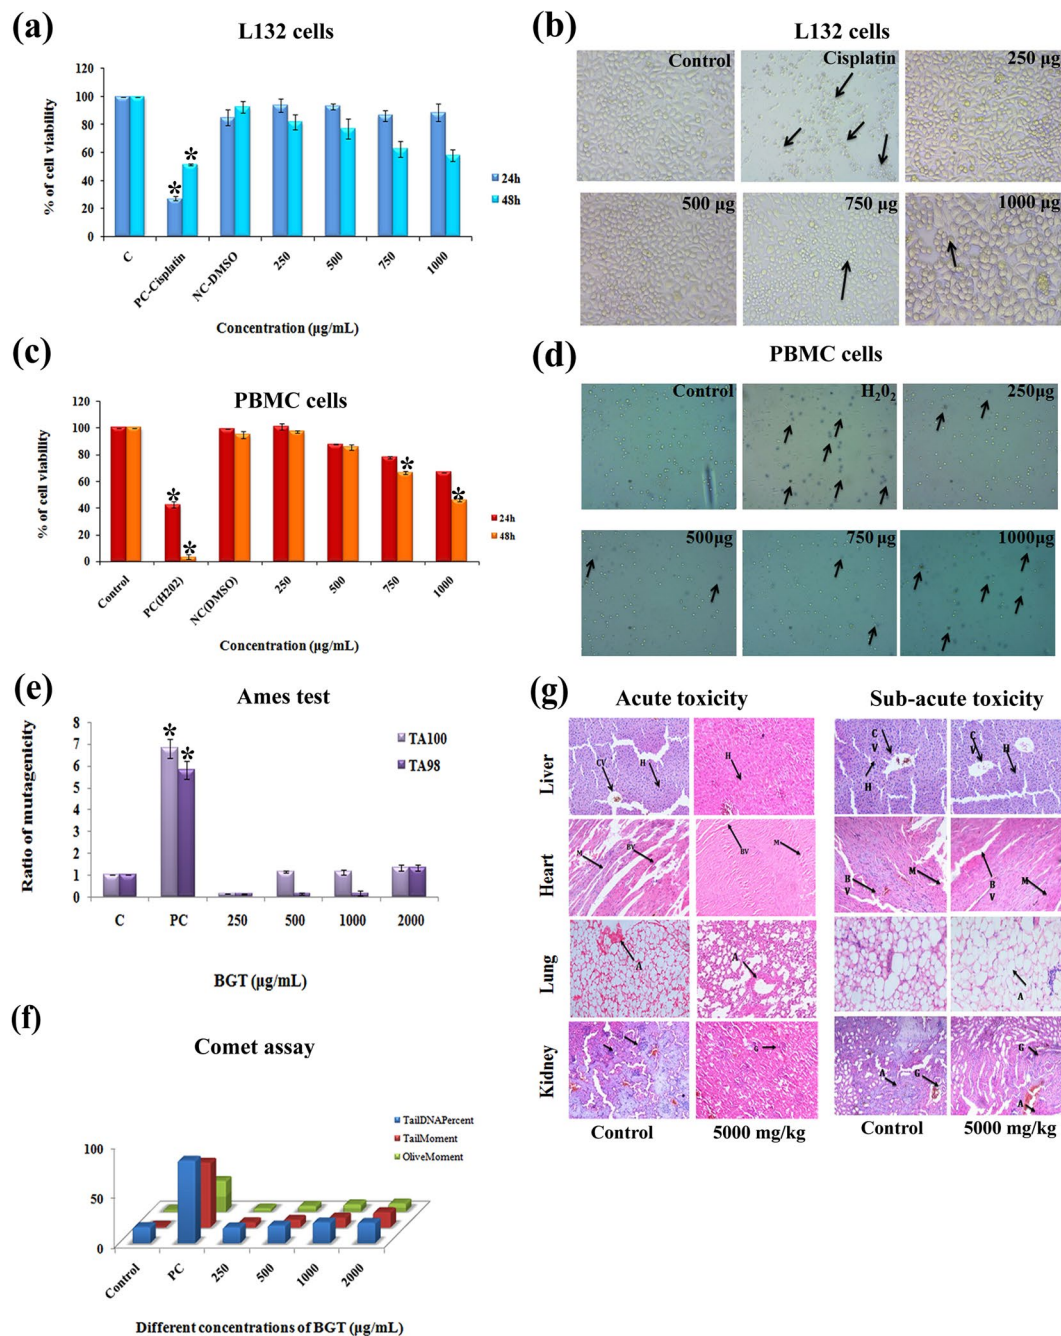 (a)
L132 cells
120
100
80
60
40
20
0
% of cell viability
C
PC-Cisplatin
NC-DMSO
250
500
750
1000
Concentration (µg/mL)
24h
48h
*
*
(b)
L132 cells
Control
Cisplatin
250 µg
500 µg
750 µg
1000 µg
(c)
PBMC cells
120
100
80
60
40
20
0
% of cell viability
Control
PC(H202)
NC(DMSO)
250
500
750
1000
Concentration (µg/mL)
24h
48h
*
*
*
*
(d)
PBMC cells
Control
H₂O₂
250µg
500µg
750 µg
1000µg
(e)
Ames test
8
7
6
5
4
3
2
1
0
Ratio of mutagenicity
C
PC
250
500
1000
2000
BGT (µg/mL)
TA100
TA98
*
*
(f)
Comet assay
TailDNAPercent
TailMoment
OliveMoment
100
50
0
Control
PC
250
500
1000
2000
Different concentrations of BGT (µg/mL)
(g)
Acute toxicity
Sub-acute toxicity
Liver
CV
H
H
C
V
H
C
V
H
Heart
M
BV
BV
M
B
V
M
B
V
M
Lung
A
A
A
Kidney
G
A
G
G
A
Control
5000 mg/kg
Control
5000 mg/kg